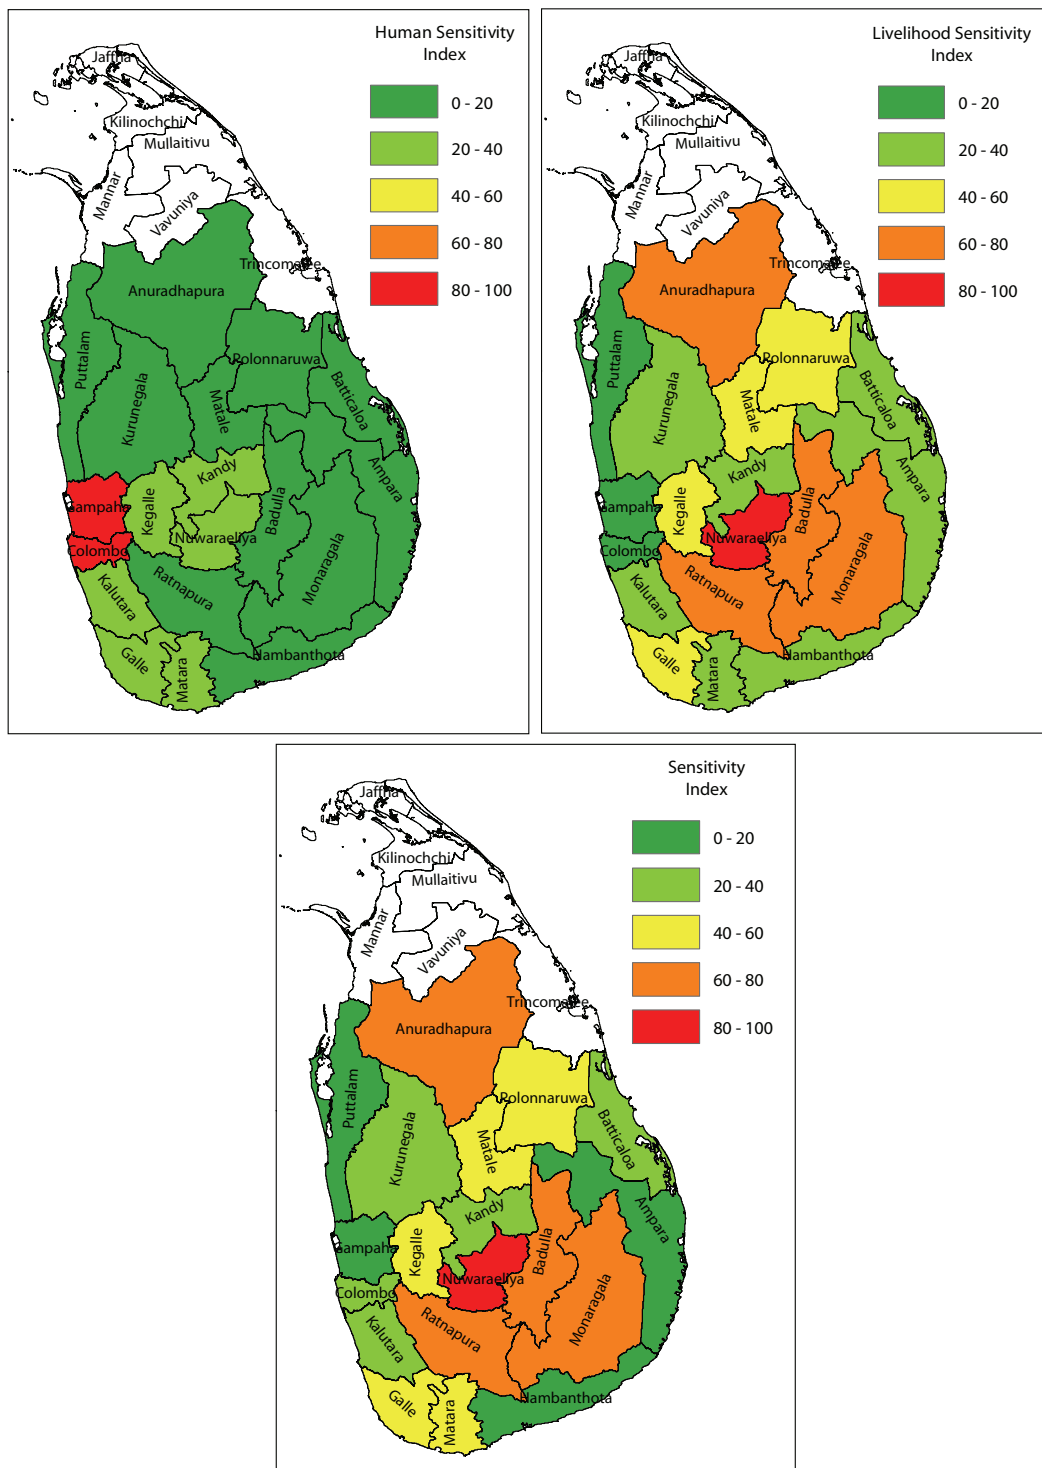 Human Sensitivity
Index
0 - 20
20 - 40
40 - 60
60 - 80
80 - 100
Jaffna
Kilinochchi
Mullaitivu
Mannar
Vavuniya
Trincomalee
Anuradhapura
Puttalam
Polonnaruwa
Batticaloa
Kurunegala
Matale
Kandy
Ampara
Gampaha
Kegalle
Badulla
Nuwaraeliya
Colombo
Monaragala
Kalutara
Ratnapura
Galle
Matara
Hambanthota
Livelihood Sensitivity
Index
0 - 20
20 - 40
40 - 60
60 - 80
80 - 100
Jaffna
Kilinochchi
Mullaitivu
Mannar
Vavuniya
Trincomalee
Anuradhapura
Puttalam
Polonnaruwa
Batticaloa
Kurunegala
Matale
Kandy
Ampara
Gampaha
Kegalle
Badulla
Nuwaraeliya
Colombo
Monaragala
Kalutara
Ratnapura
Galle
Matara
Hambanthota
Sensitivity
Index
0 - 20
20 - 40
40 - 60
60 - 80
80 - 100
Jaffna
Kilinochchi
Mullaitivu
Mannar
Vavuniya
Trincomalee
Anuradhapura
Puttalam
Polonnaruwa
Batticaloa
Kurunegala
Matale
Kandy
Ampara
Gampaha
Kegalle
Badulla
Nuwaraeliya
Colombo
Monaragala
Kalutara
Ratnapura
Galle
Matara
Hambanthota